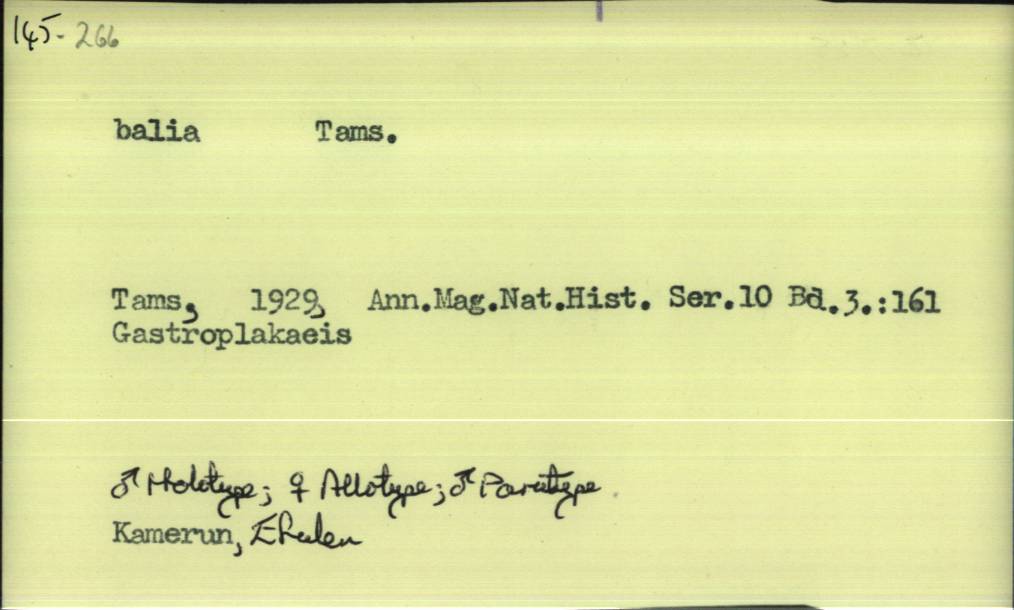 145-266
balia Tams.
Tams, 1929, Ann.Mag.Nat.Hist. Ser.10 Bd.3.:161
Gastroplakaeis
♂ Holotype; ♀ Allotype; ♂ Paratype
Kamerun, Efulen